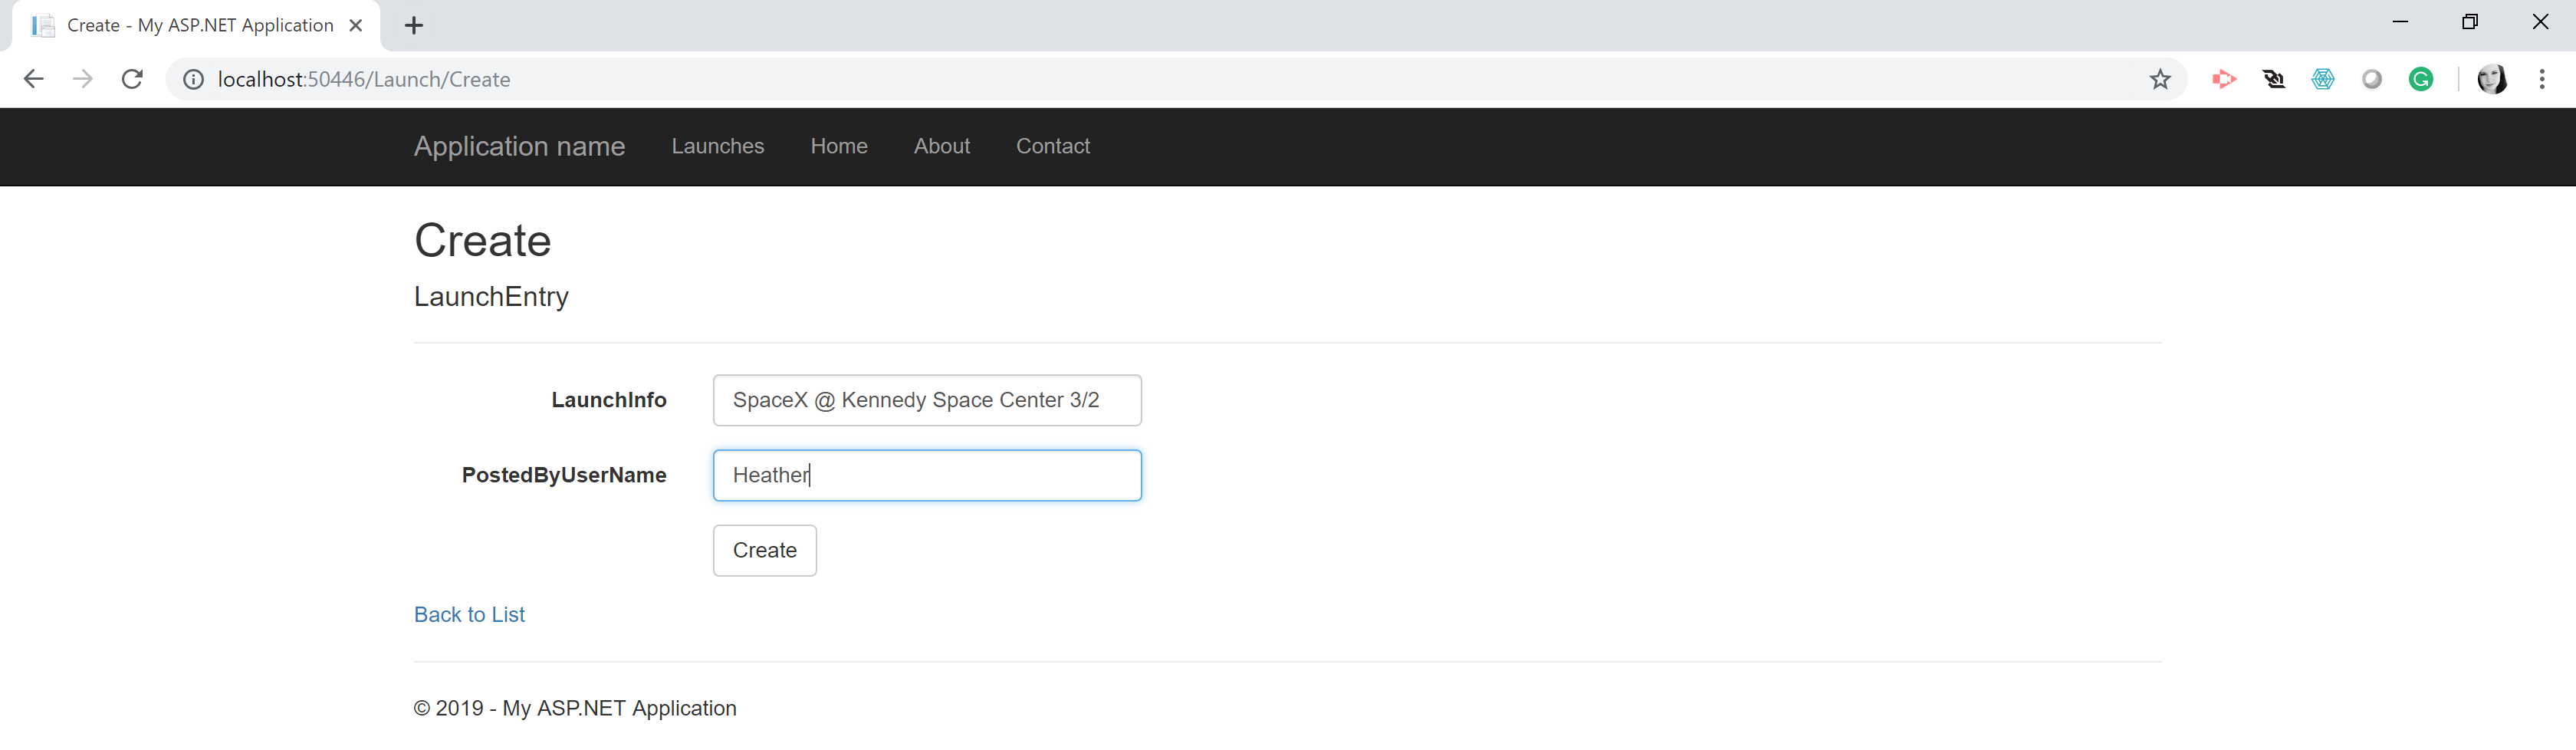 Create - My ASP.NET Application
localhost:50446/Launch/Create
Application name Launches Home About Contact
Create
LaunchEntry
LaunchInfo SpaceX @ Kennedy Space Center 3/2
PostedByUserName Heather
Create
Back to List
© 2019 - My ASP.NET Application